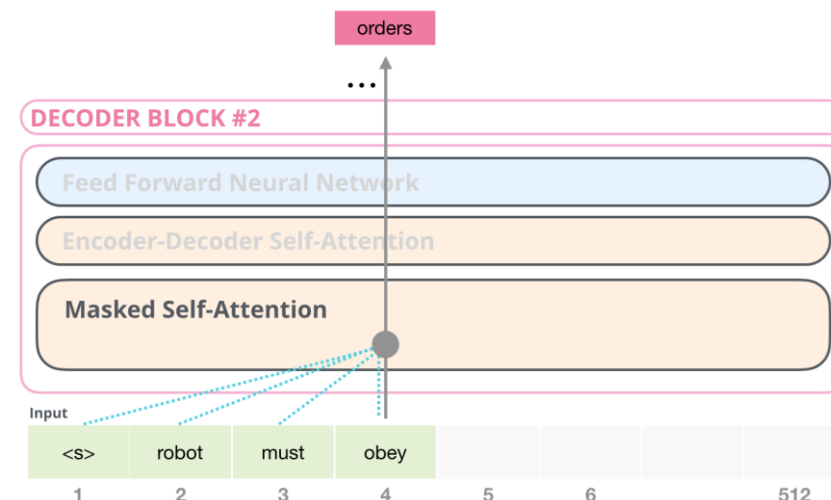 orders
...
DECODER BLOCK #2
Feed Forward Neural Network
Encoder-Decoder Self-Attention
Masked Self-Attention
Input
<s> robot must obey
1 2 3 4 5 6 512